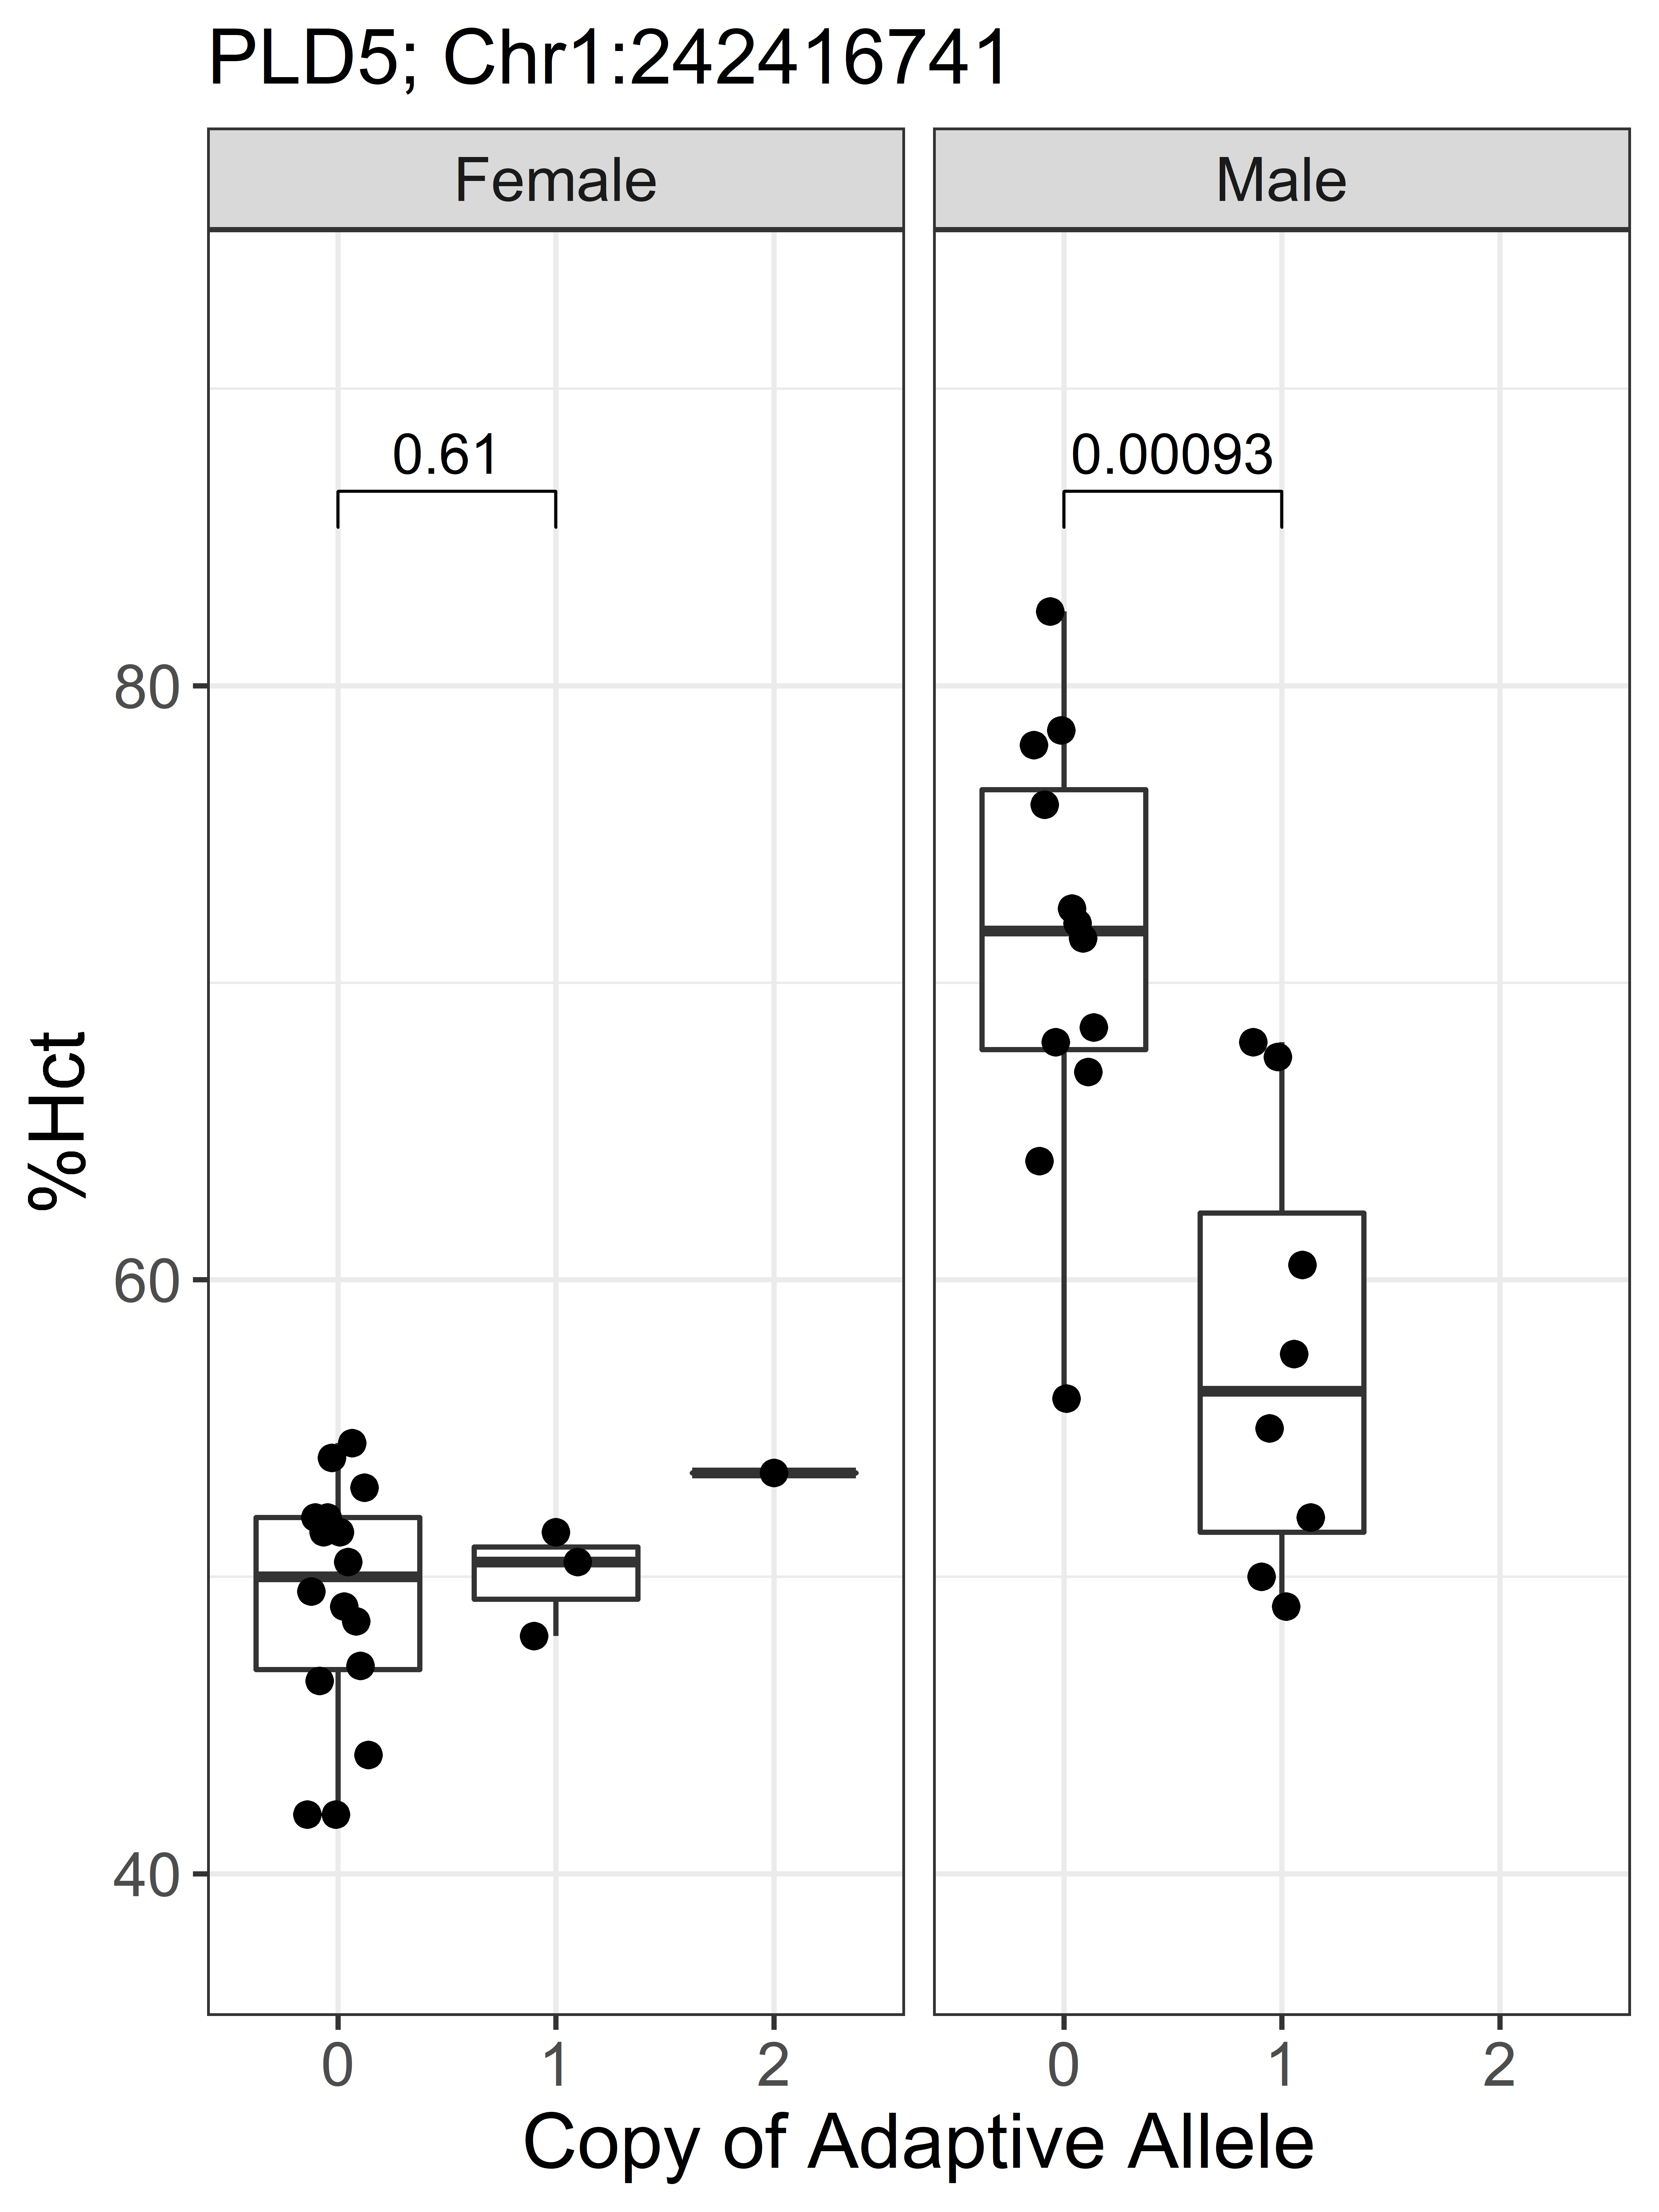 PLD5; Chr1:242416741
Female
Male
0.61
0.00093
80
60
40
%Hct
0 1 2
0 1 2
Copy of Adaptive Allele